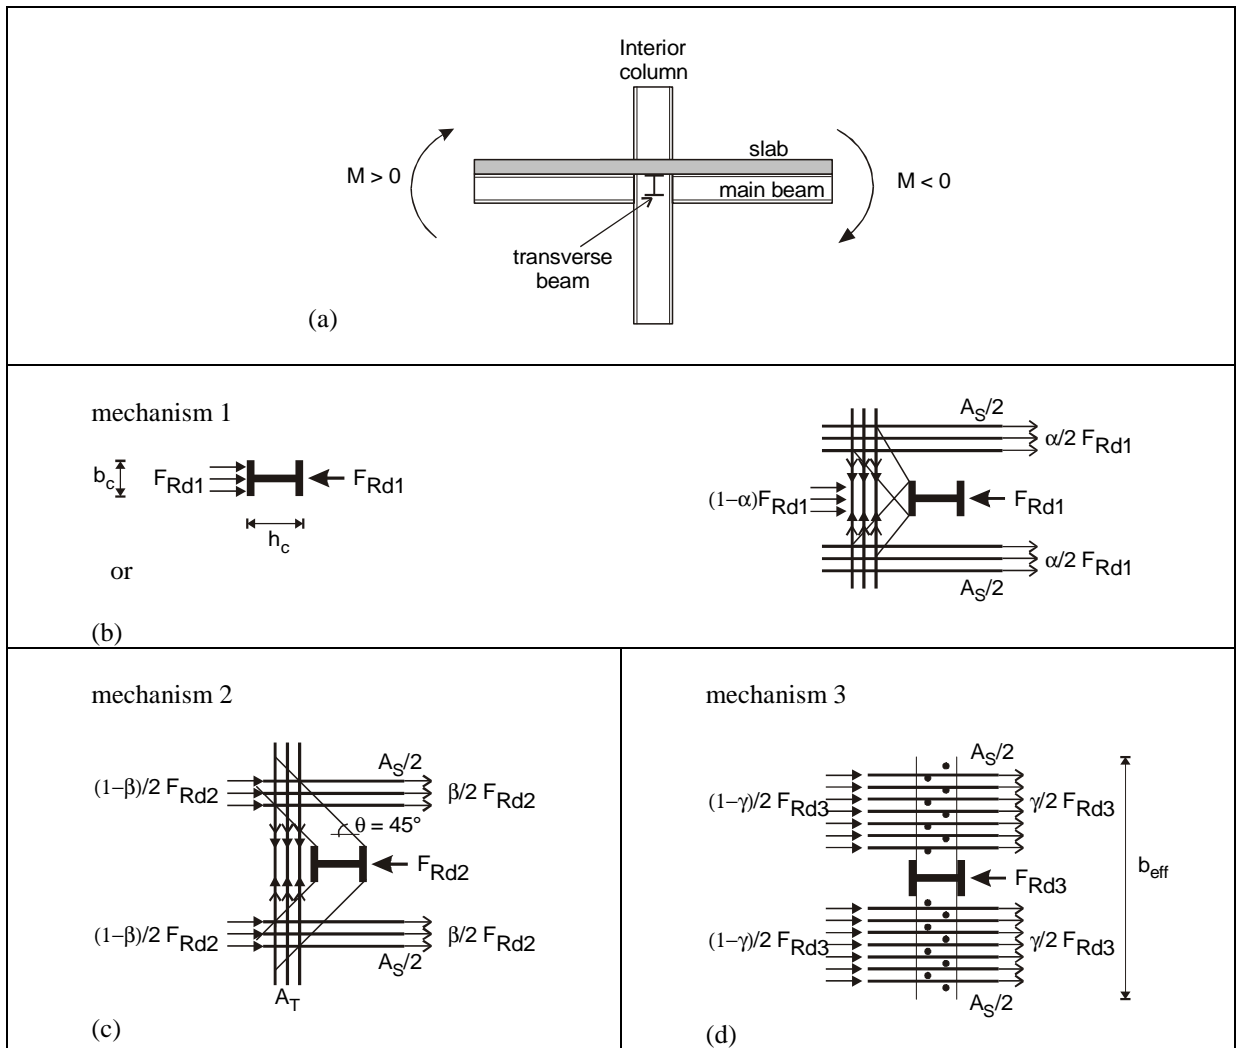 Interior
column
slab
M > 0
main beam
M < 0
transverse
beam
(a)
mechanism 1
b_c
F_Rd1
F_Rd1
h_c
or
(b)
A_S/2
α/2 F_Rd1
(1−α)F_Rd1
F_Rd1
α/2 F_Rd1
A_S/2
mechanism 2
A_S/2
(1−β)/2 F_Rd2
β/2 F_Rd2
θ = 45°
F_Rd2
(1−β)/2 F_Rd2
β/2 F_Rd2
A_S/2
A_T
(c)
mechanism 3
A_S/2
(1−γ)/2 F_Rd3
γ/2 F_Rd3
F_Rd3
b_eff
(1−γ)/2 F_Rd3
γ/2 F_Rd3
A_S/2
(d)